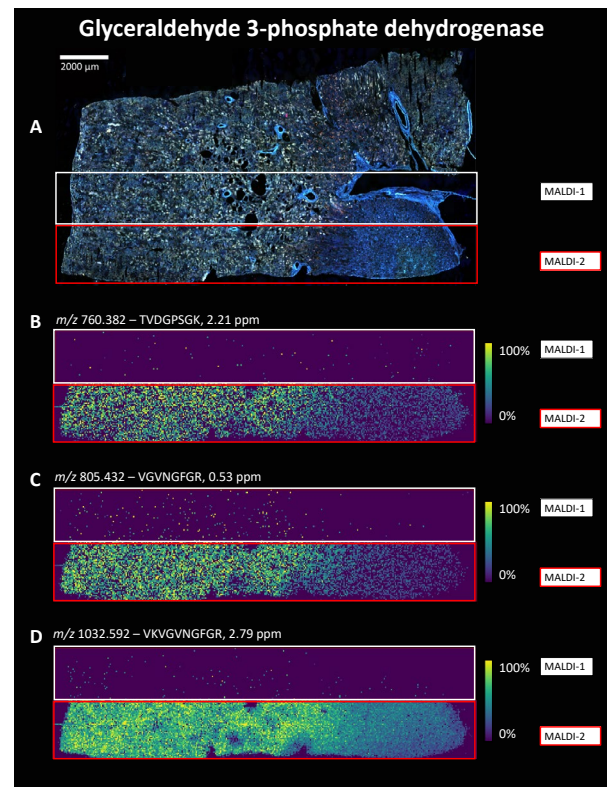 Glyceraldehyde 3-phosphate dehydrogenase
2000 µm
A
MALDI-1
MALDI-2
B m/z 760.382 – TVDGPSGK, 2.21 ppm
100% MALDI-1
0% MALDI-2
C m/z 805.432 – VGVNGFGR, 0.53 ppm
100% MALDI-1
0% MALDI-2
D m/z 1032.592 – VKVGVNGFGR, 2.79 ppm
100% MALDI-1
0% MALDI-2